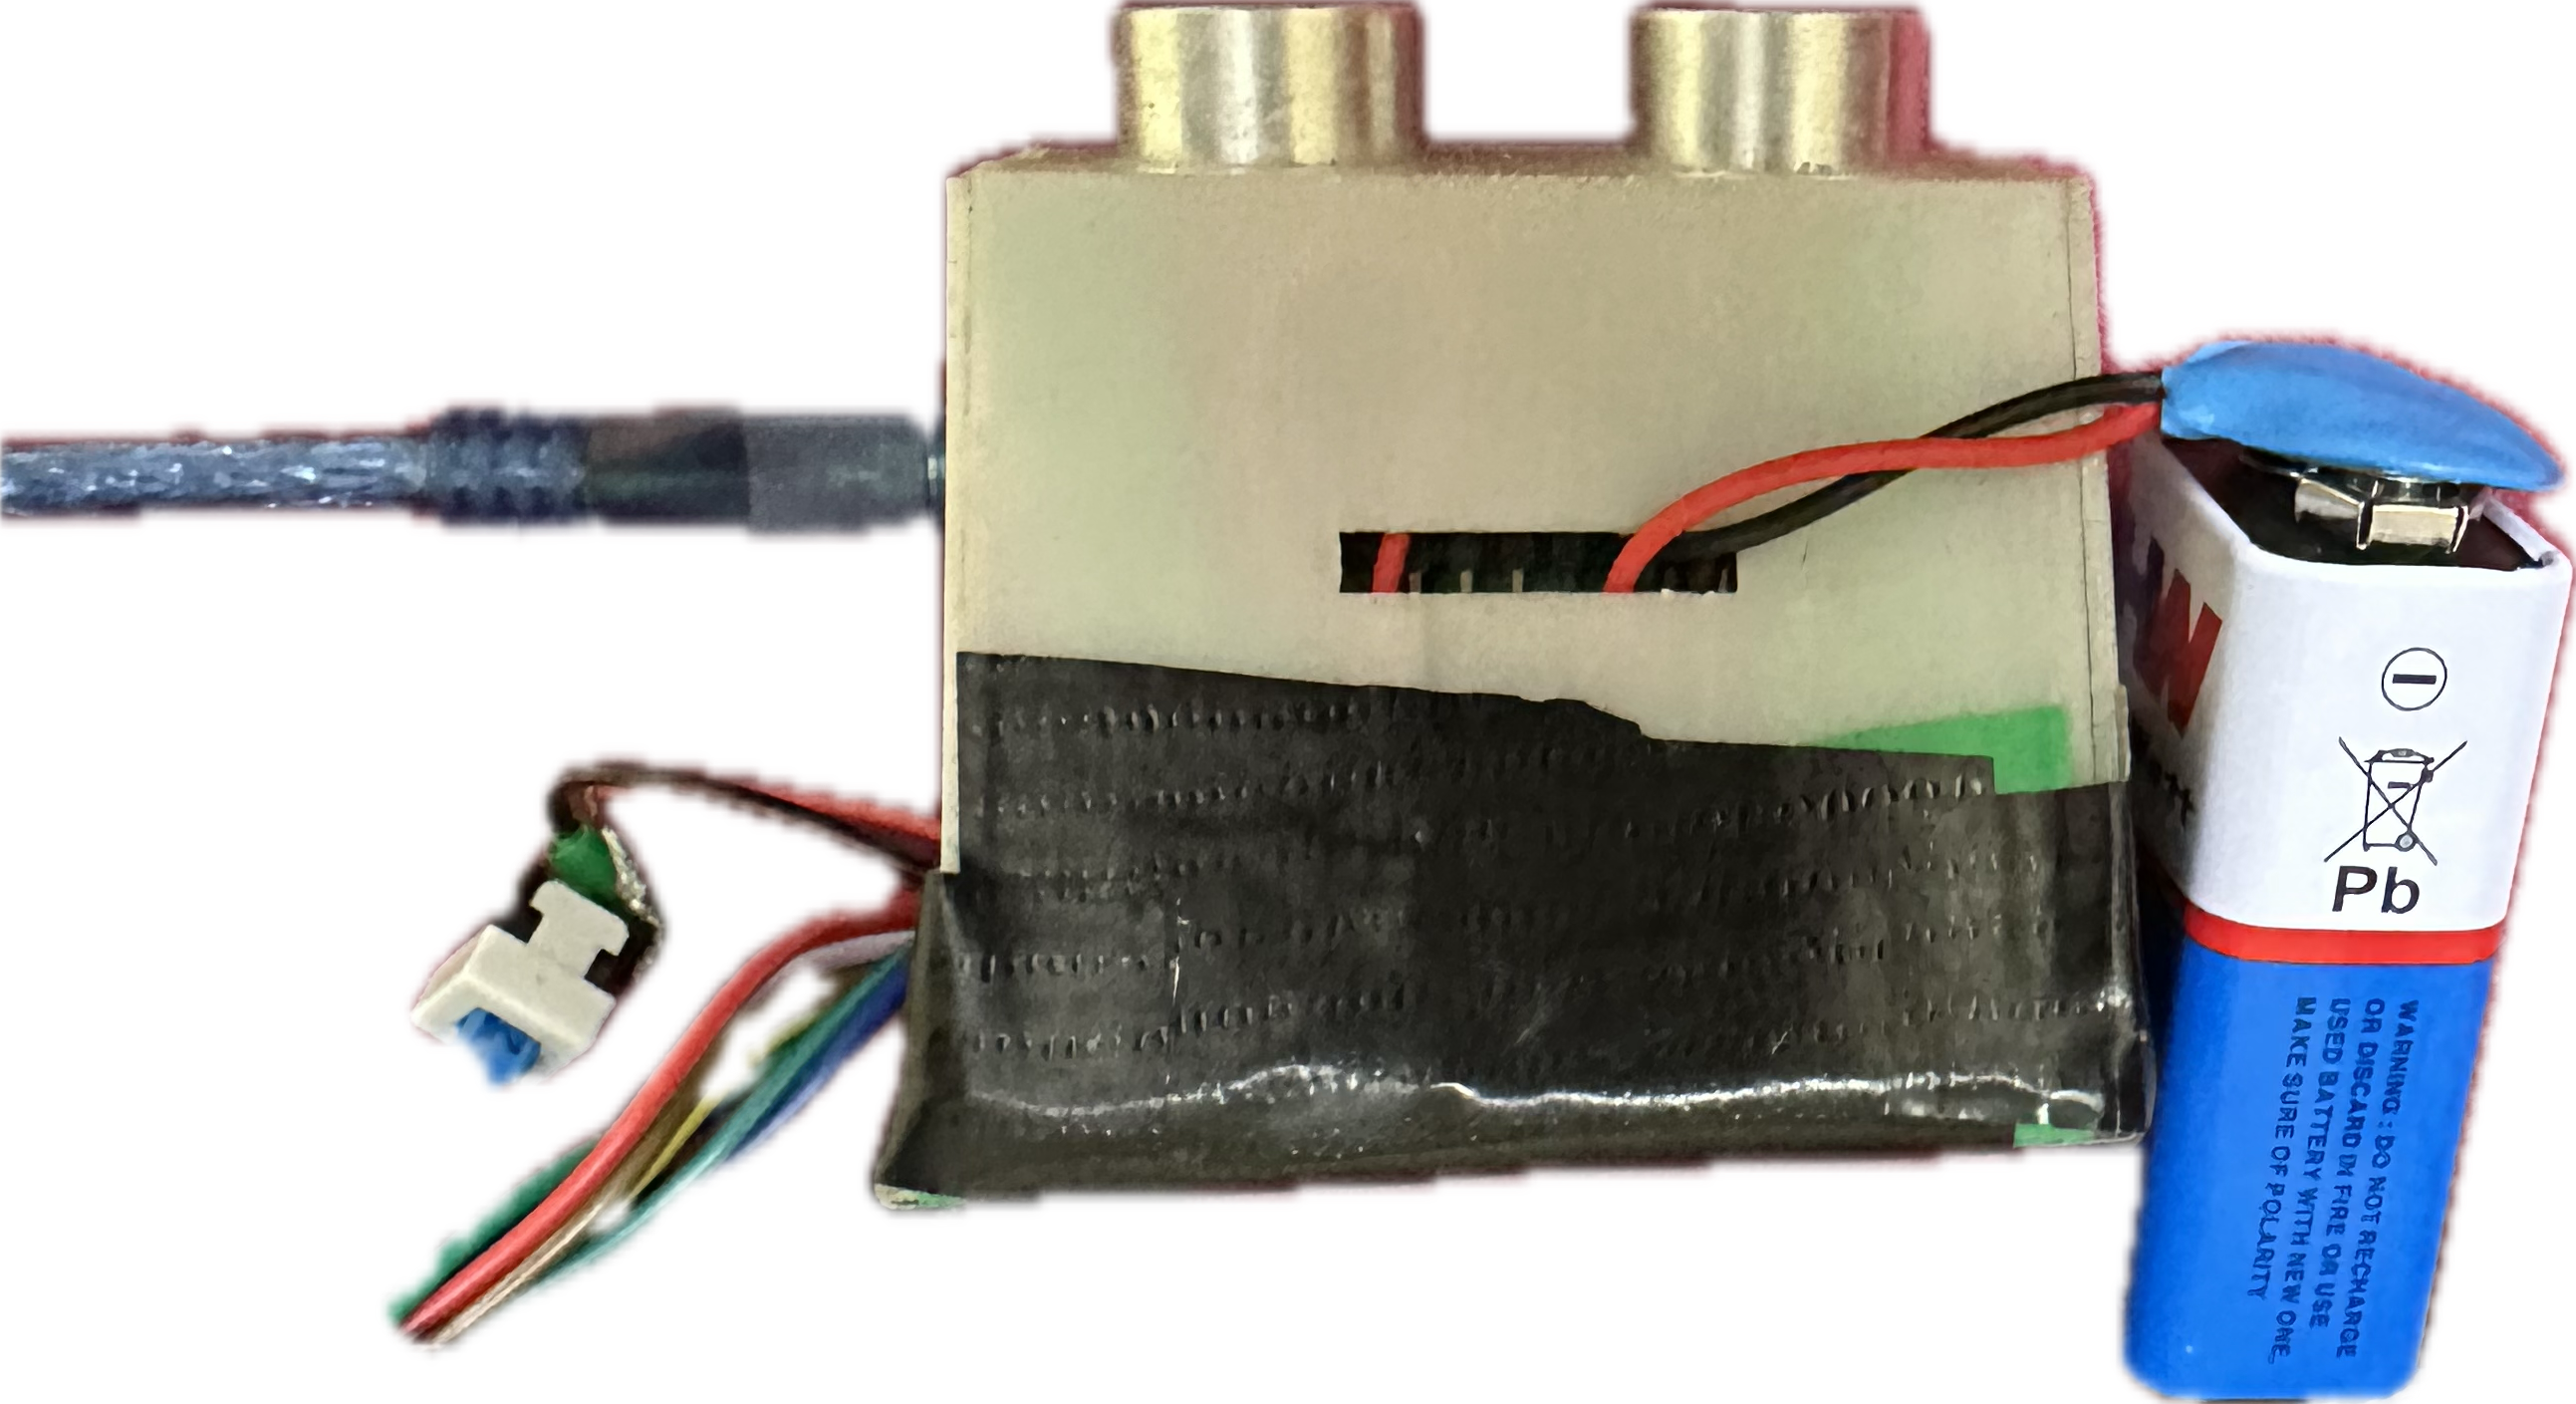 W
Pb
WARNING : DO NOT RECHARGE
OR DISCARD IN FIRE OR USE
USED BATTERY WITH NEW ONE
MAKE SURE OF POLARITY